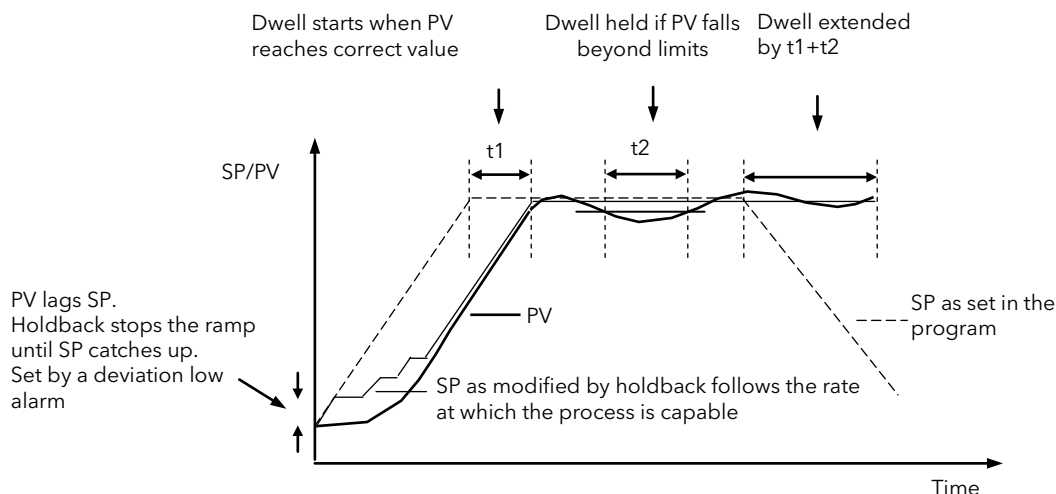 Dwell starts when PV
reaches correct value
Dwell held if PV falls
beyond limits
Dwell extended
by t1+t2
t1
t2
SP/PV
PV lags SP.
Holdback stops the ramp
until SP catches up.
Set by a deviation low
alarm
PV
SP as set in the
program
SP as modified by holdback follows the rate
at which the process is capable
Time